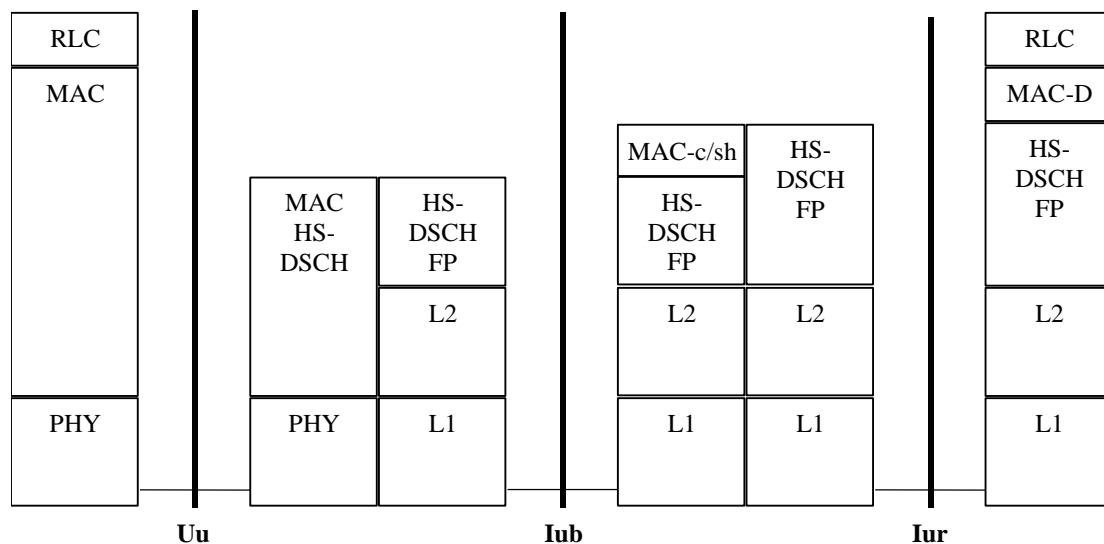 RLC
MAC
PHY
MAC
HS-
DSCH
PHY
HS-
DSCH
FP
L2
L1
MAC-c/sh
HS-
DSCH
FP
L2
L1
HS-
DSCH
FP
L2
L1
RLC
MAC-D
HS-
DSCH
FP
L2
L1
Uu
Iub
Iur